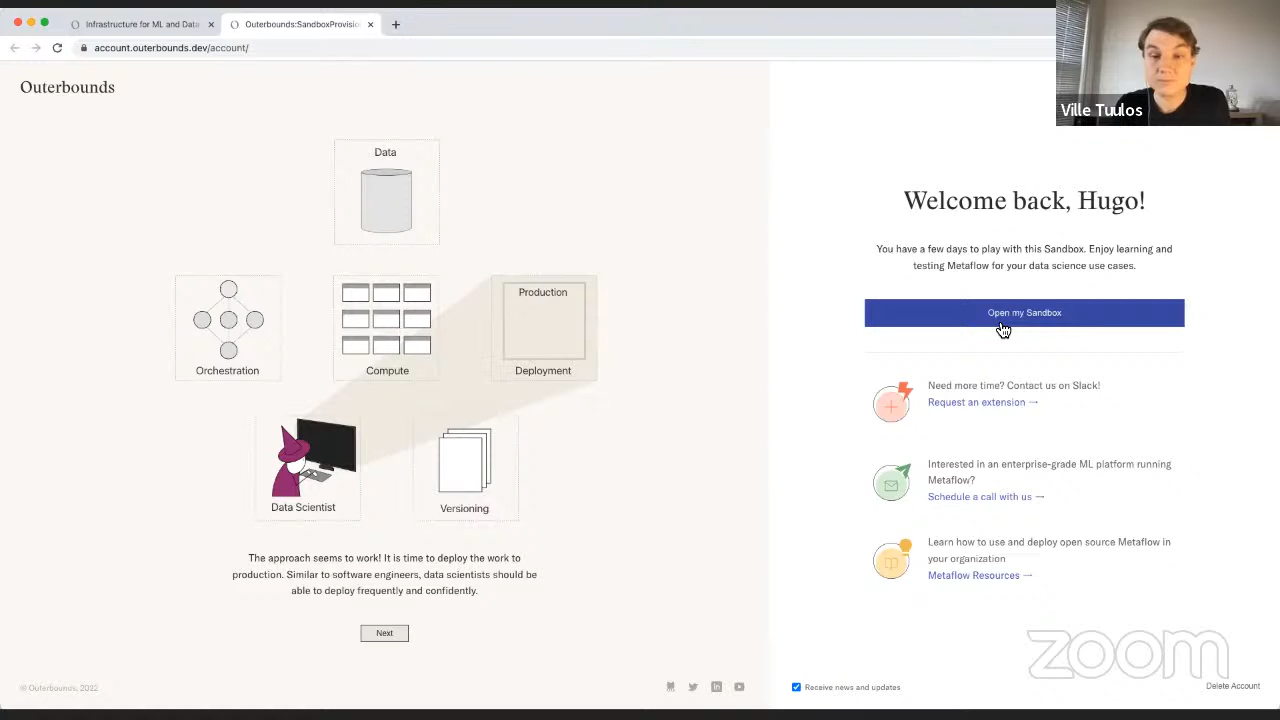 Infrastructure for ML and Data
Outerbounds:SandboxProvisio
account.outerbounds.dev/account/
Ville Tuulos
Outerbounds
Data
Orchestration
Compute
Production
Deployment
Data Scientist
Versioning
The approach seems to work! It is time to deploy the work to
production. Similar to software engineers, data scientists should be
able to deploy frequently and confidently.
Next
© Outerbounds, 2022
Welcome back, Hugo!
You have a few days to play with this Sandbox. Enjoy learning and
testing Metaflow for your data science use cases.
Open my Sandbox
Need more time? Contact us on Slack!
Request an extension →
Interested in an enterprise-grade ML platform running
Metaflow?
Schedule a call with us →
Learn how to use and deploy open source Metaflow in
your organization
Metaflow Resources →
zoom
Receive news and updates
Delete Account